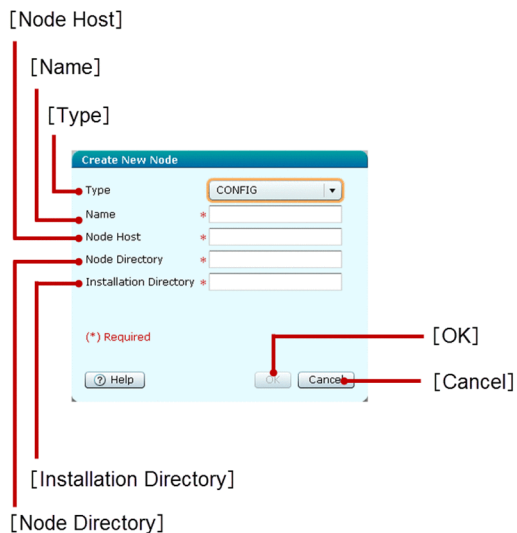 [Node Host]
[Name]
[Type]
Create New Node
Type CONFIG
Name *
Node Host *
Node Directory *
Installation Directory *
(*) Required
[OK]
? Help OK Cancel
[Cancel]
[Installation Directory]
[Node Directory]